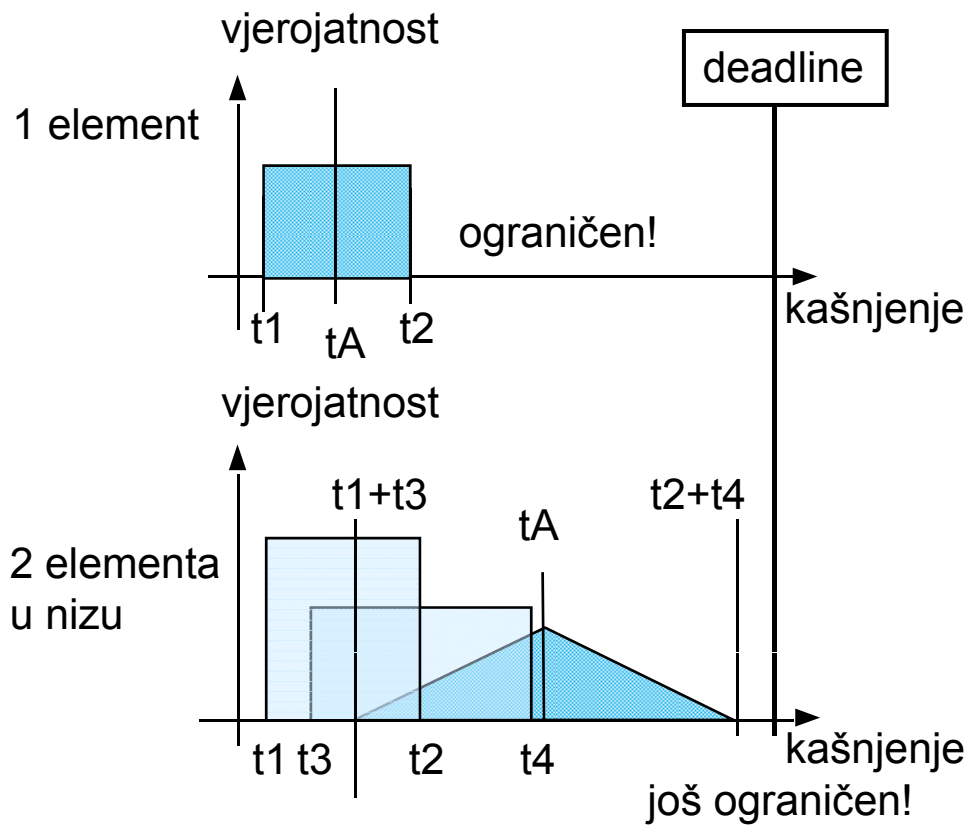 vjerojatnost
deadline
1 element
ograničen!
kašnjenje
t1
tA
t2
vjerojatnost
t1+t3
t2+t4
tA
2 elementa
u nizu
t1 t3
t2
t4
kašnjenje
još ograničen!